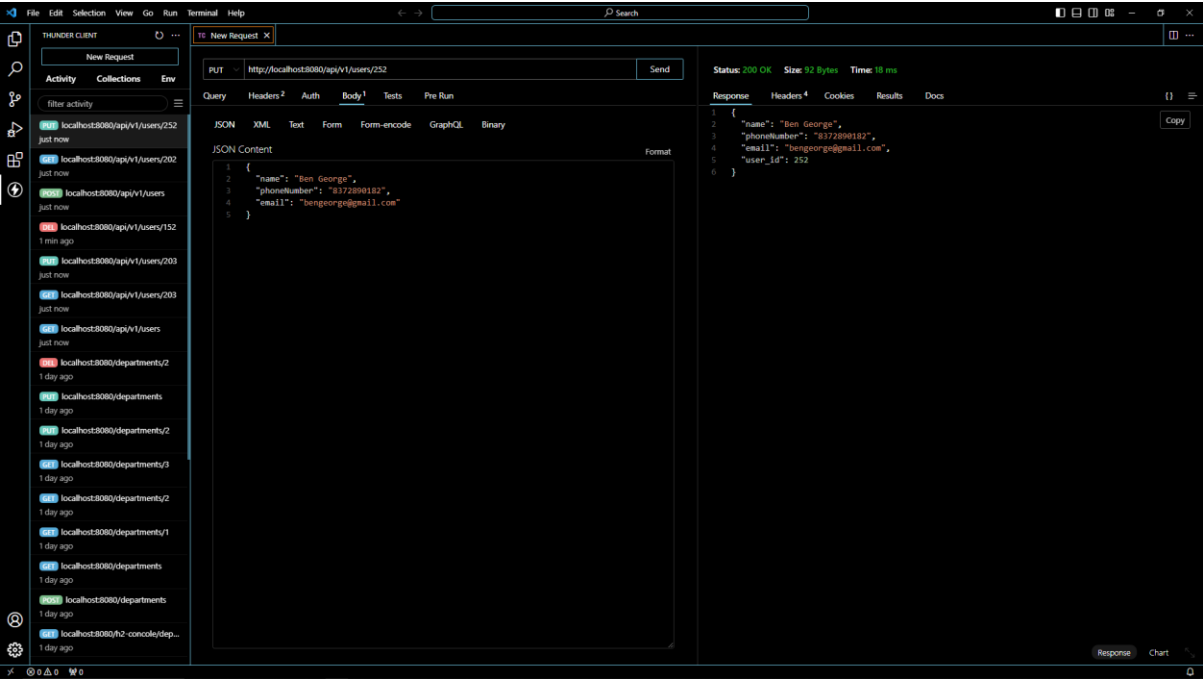 File Edit Selection View Go Run Terminal Help
Search
THUNDER CLIENT
New Request
Activity Collections Env
filter activity
PUT localhost:8080/api/v1/users/252
just now
GET localhost:8080/api/v1/users/202
just now
POST localhost:8080/api/v1/users
just now
DEL localhost:8080/api/v1/users/152
1 min ago
PUT localhost:8080/api/v1/users/203
just now
GET localhost:8080/api/v1/users/203
just now
GET localhost:8080/api/v1/users
just now
DEL localhost:8080/departments/2
1 day ago
PUT localhost:8080/departments
1 day ago
PUT localhost:8080/departments/2
1 day ago
GET localhost:8080/departments/3
1 day ago
GET localhost:8080/departments/2
1 day ago
GET localhost:8080/departments/1
1 day ago
GET localhost:8080/departments
1 day ago
POST localhost:8080/departments
1 day ago
GET localhost:8080/h2-concole/dep...
1 day ago
TC New Request
PUT http://localhost:8080/api/v1/users/252 Send
Query Headers 2 Auth Body 1 Tests Pre Run
JSON XML Text Form Form-encode GraphQL Binary
JSON Content Format
1 {
2 "name": "Ben George",
3 "phoneNumber": "8372890182",
4 "email": "bengeorge@gmail.com"
5 }
Status: 200 OK Size: 92 Bytes Time: 18 ms
Response Headers 4 Cookies Results Docs {}
Copy
1 {
2 "name": "Ben George",
3 "phoneNumber": "8372890182",
4 "email": "bengeorge@gmail.com",
5 "user_id": 252
6 }
Response Chart
0 0 0